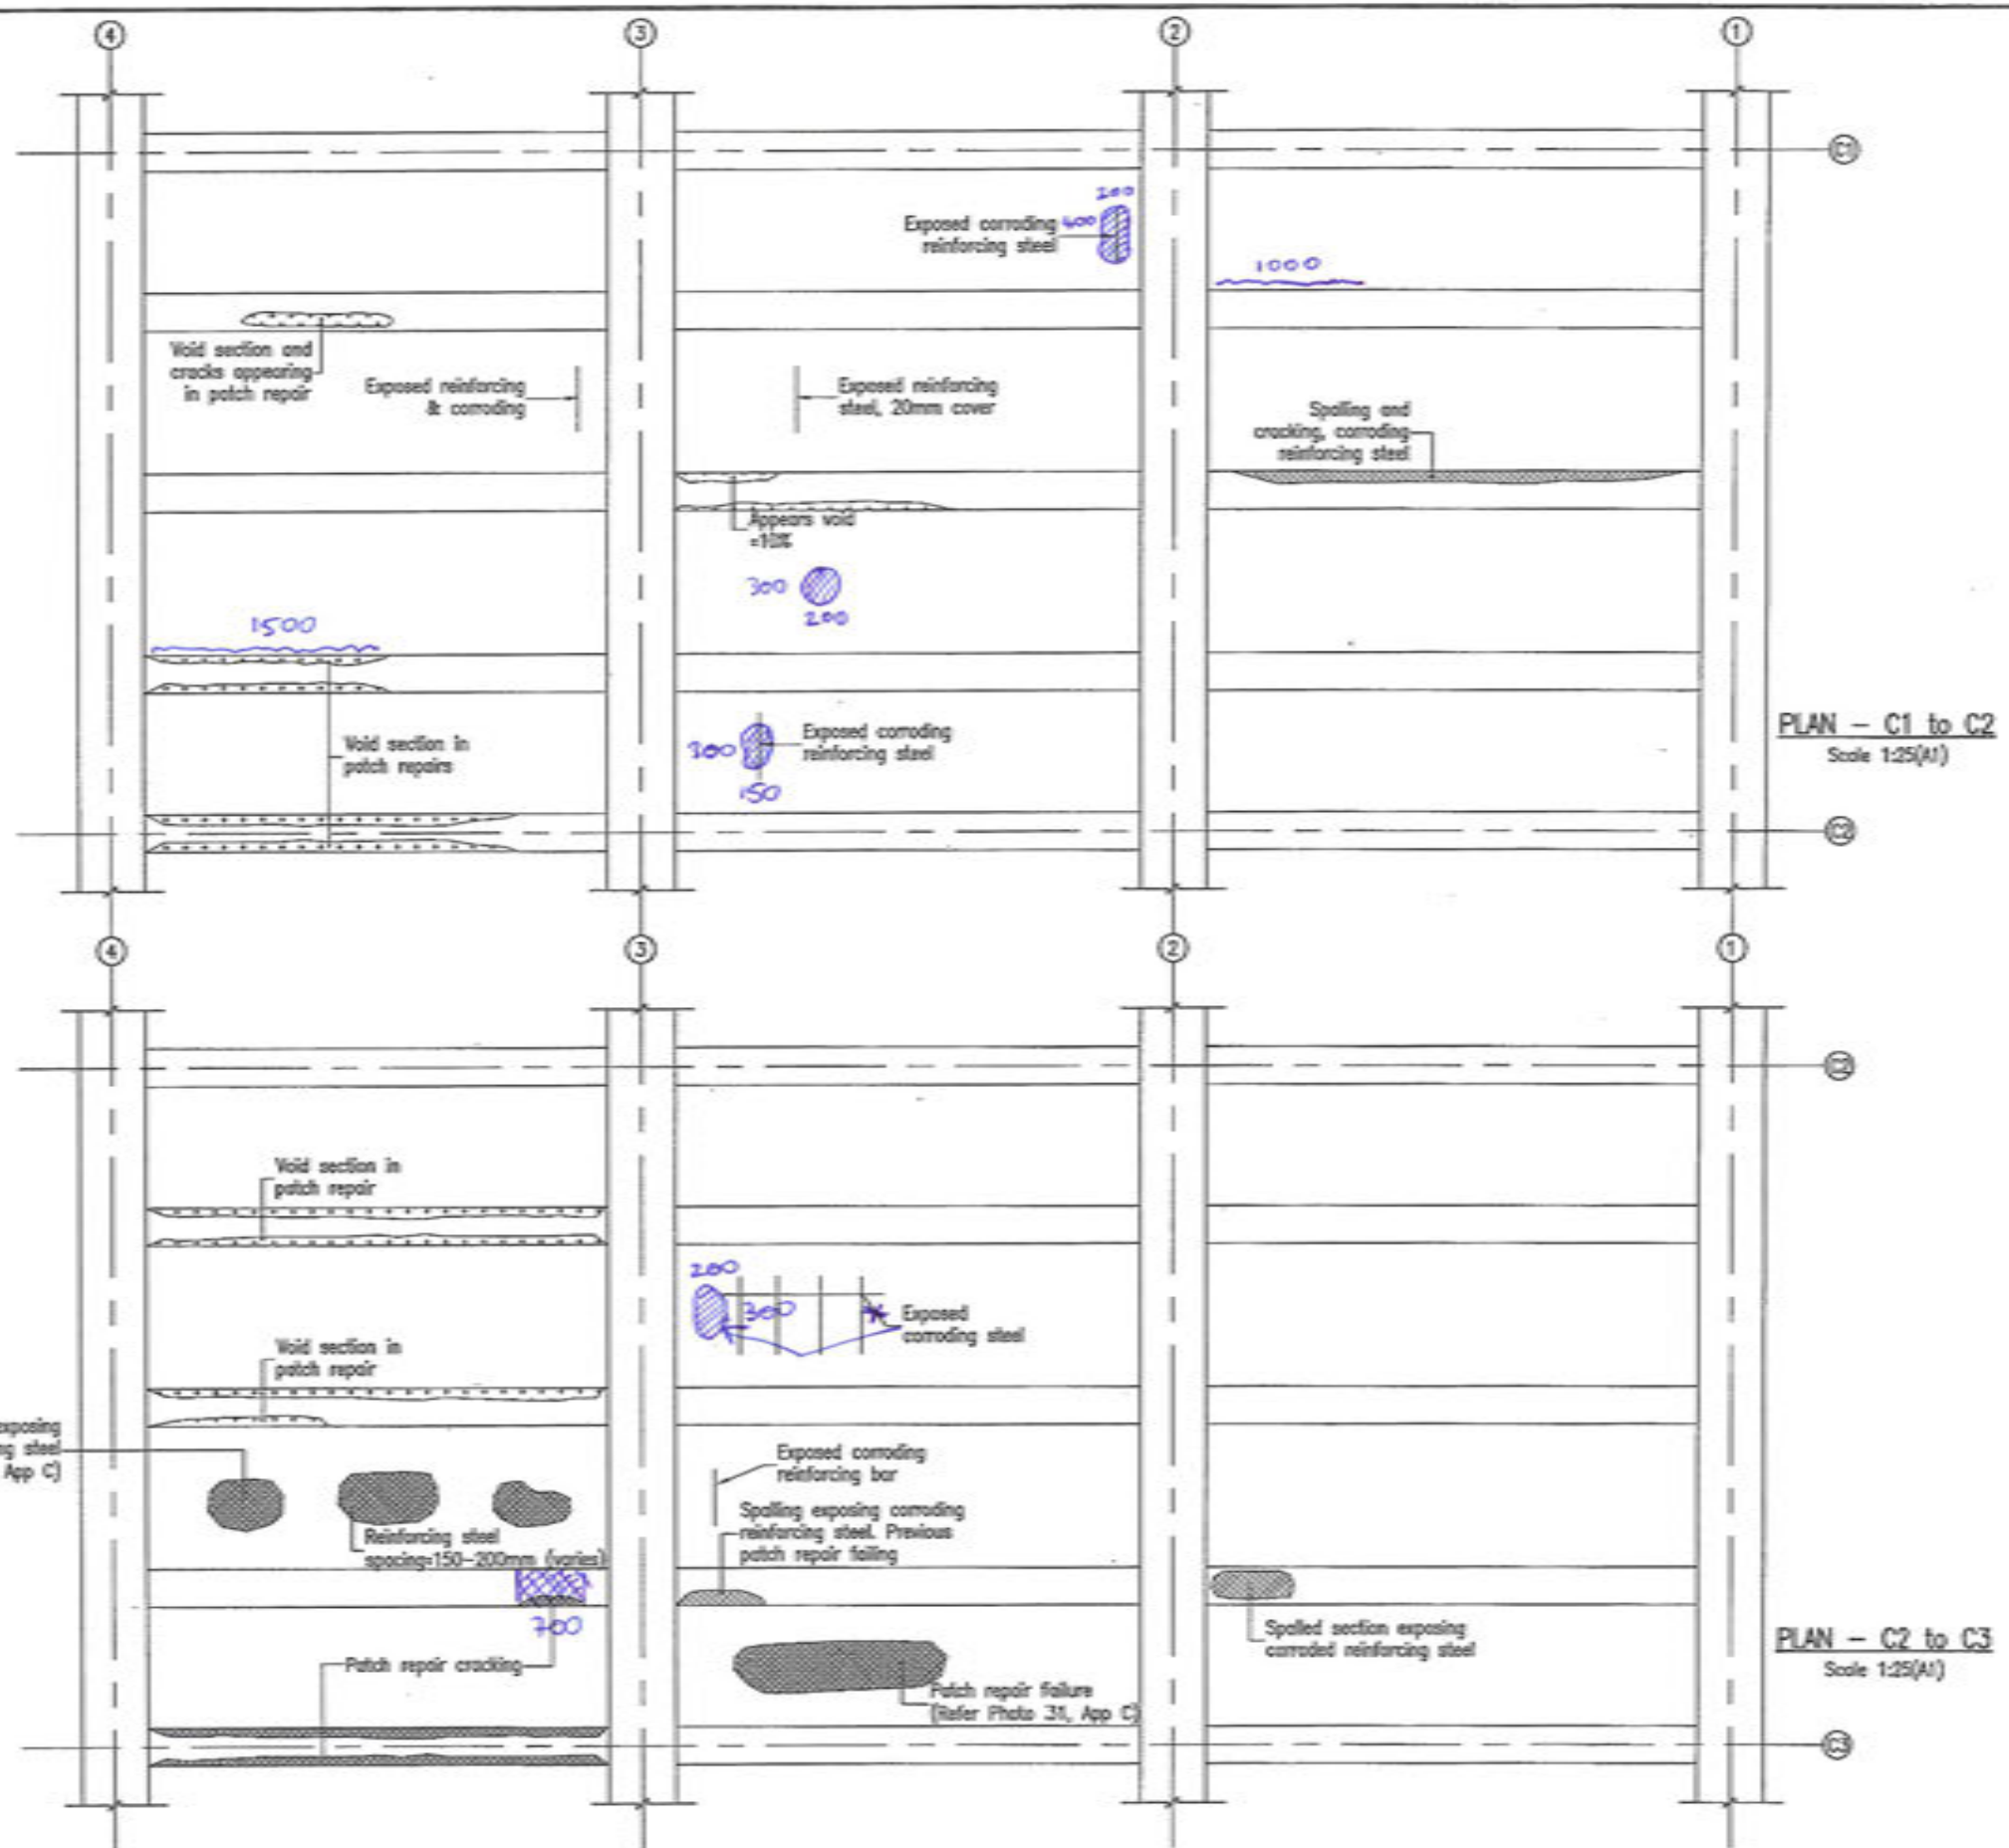 4
3
2
1
C1
200
Exposed corroding 400
reinforcing steel
1000
Void section and
cracks appearing
in patch repair
Exposed reinforcing
& corroding
Exposed reinforcing
steel, 20mm cover
Spalling and
cracking, corroding
reinforcing steel
Appears void
=10%
300
200
1500
Void section in
patch repairs
300
Exposed corroding
reinforcing steel
150
PLAN - C1 to C2
Scale 1:25(A1)
C2
4
3
2
1
C2
Void section in
patch repair
200
300
Exposed
corroding steel
Void section in
patch repair
exposing
ng steel
App C)
Reinforcing steel
spacing=150-200mm (varies)
700
Patch repair cracking
Exposed corroding
reinforcing bar
Spalling exposing corroding
reinforcing steel. Previous
patch repair failing
Patch repair failure
(Refer Photo 31, App C)
Spalled section exposing
corroded reinforcing steel
PLAN - C2 to C3
Scale 1:25(A1)
C3